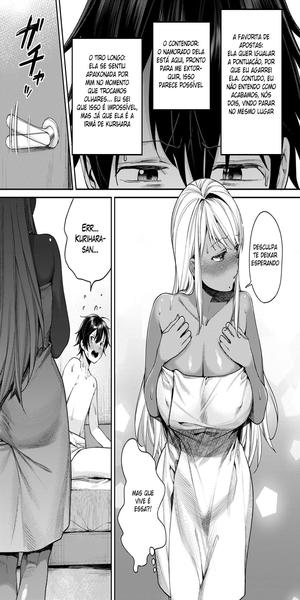 ガチャ
A FAVORITA DE
APOSTAS:
ELA QUER IGUALAR
A PONTUAÇÃO, POR
QUE EU AGARREI
ELA. CONTUDO, EU
NÃO ENTENDO COMO
ACABAMOS, NÓS
DOIS, VINDO PARAR
NO MESMO LUGAR
O CONTENDOR:
O NAMORADO DELA
ESTÁ AQUI, PRONTO
PARA ME EXTOR-
QUIR, ISSO
PARECE POSSÍVEL
O TIRO LONGO:
ELA SE SENTIU
APAIXONADA POR
MIM NO MOMENTO
QUE TROCAMOS
OLHARES... EU SEI
QUE ISSO É IMPOSSÍVEL,
MAS JÁ QUE ELA É A
IRMÃ DE KURIHARA
DESCULPA
TE DEIXAR
ESPERANDO
ERR...
KURIHARA-
SAN...
MAS QUE
VIVE É
ESSA?!